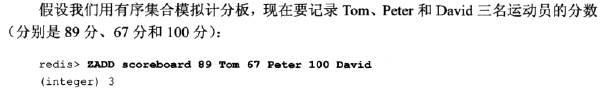 假设我们用有序集合模拟计分板，现在要记录 Tom、Peter 和 David 三名运动员的分数
（分别是 89 分、67 分和 100 分）：
redis> ZADD scoreboard 89 Tom 67 Peter 100 David
(integer) 3